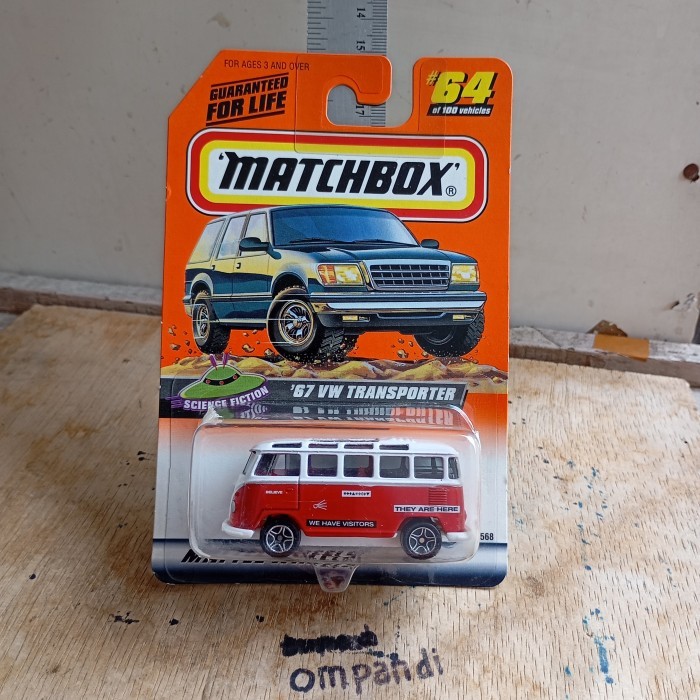 14
15
17
FOR AGES 3 AND OVER
GUARANTEED
FOR LIFE
#64
of 100 vehicles
'MATCHBOX'®
'67 VW TRANSPORTER
SCIENCE FICTION
BELIEVE
THEY ARE HERE
WE HAVE VISITORS
568
ompandi